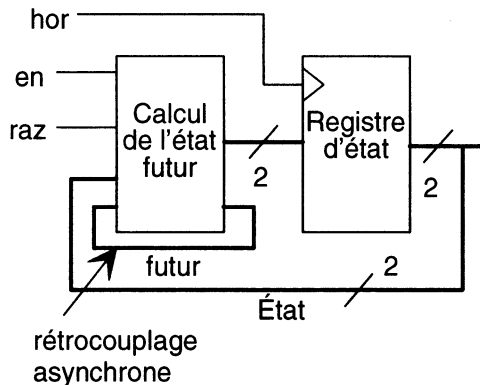 hor
en
raz
Calcul
de l'état
futur
Registre
d'état
2
2
futur
2
État
rétrocouplage
asynchrone